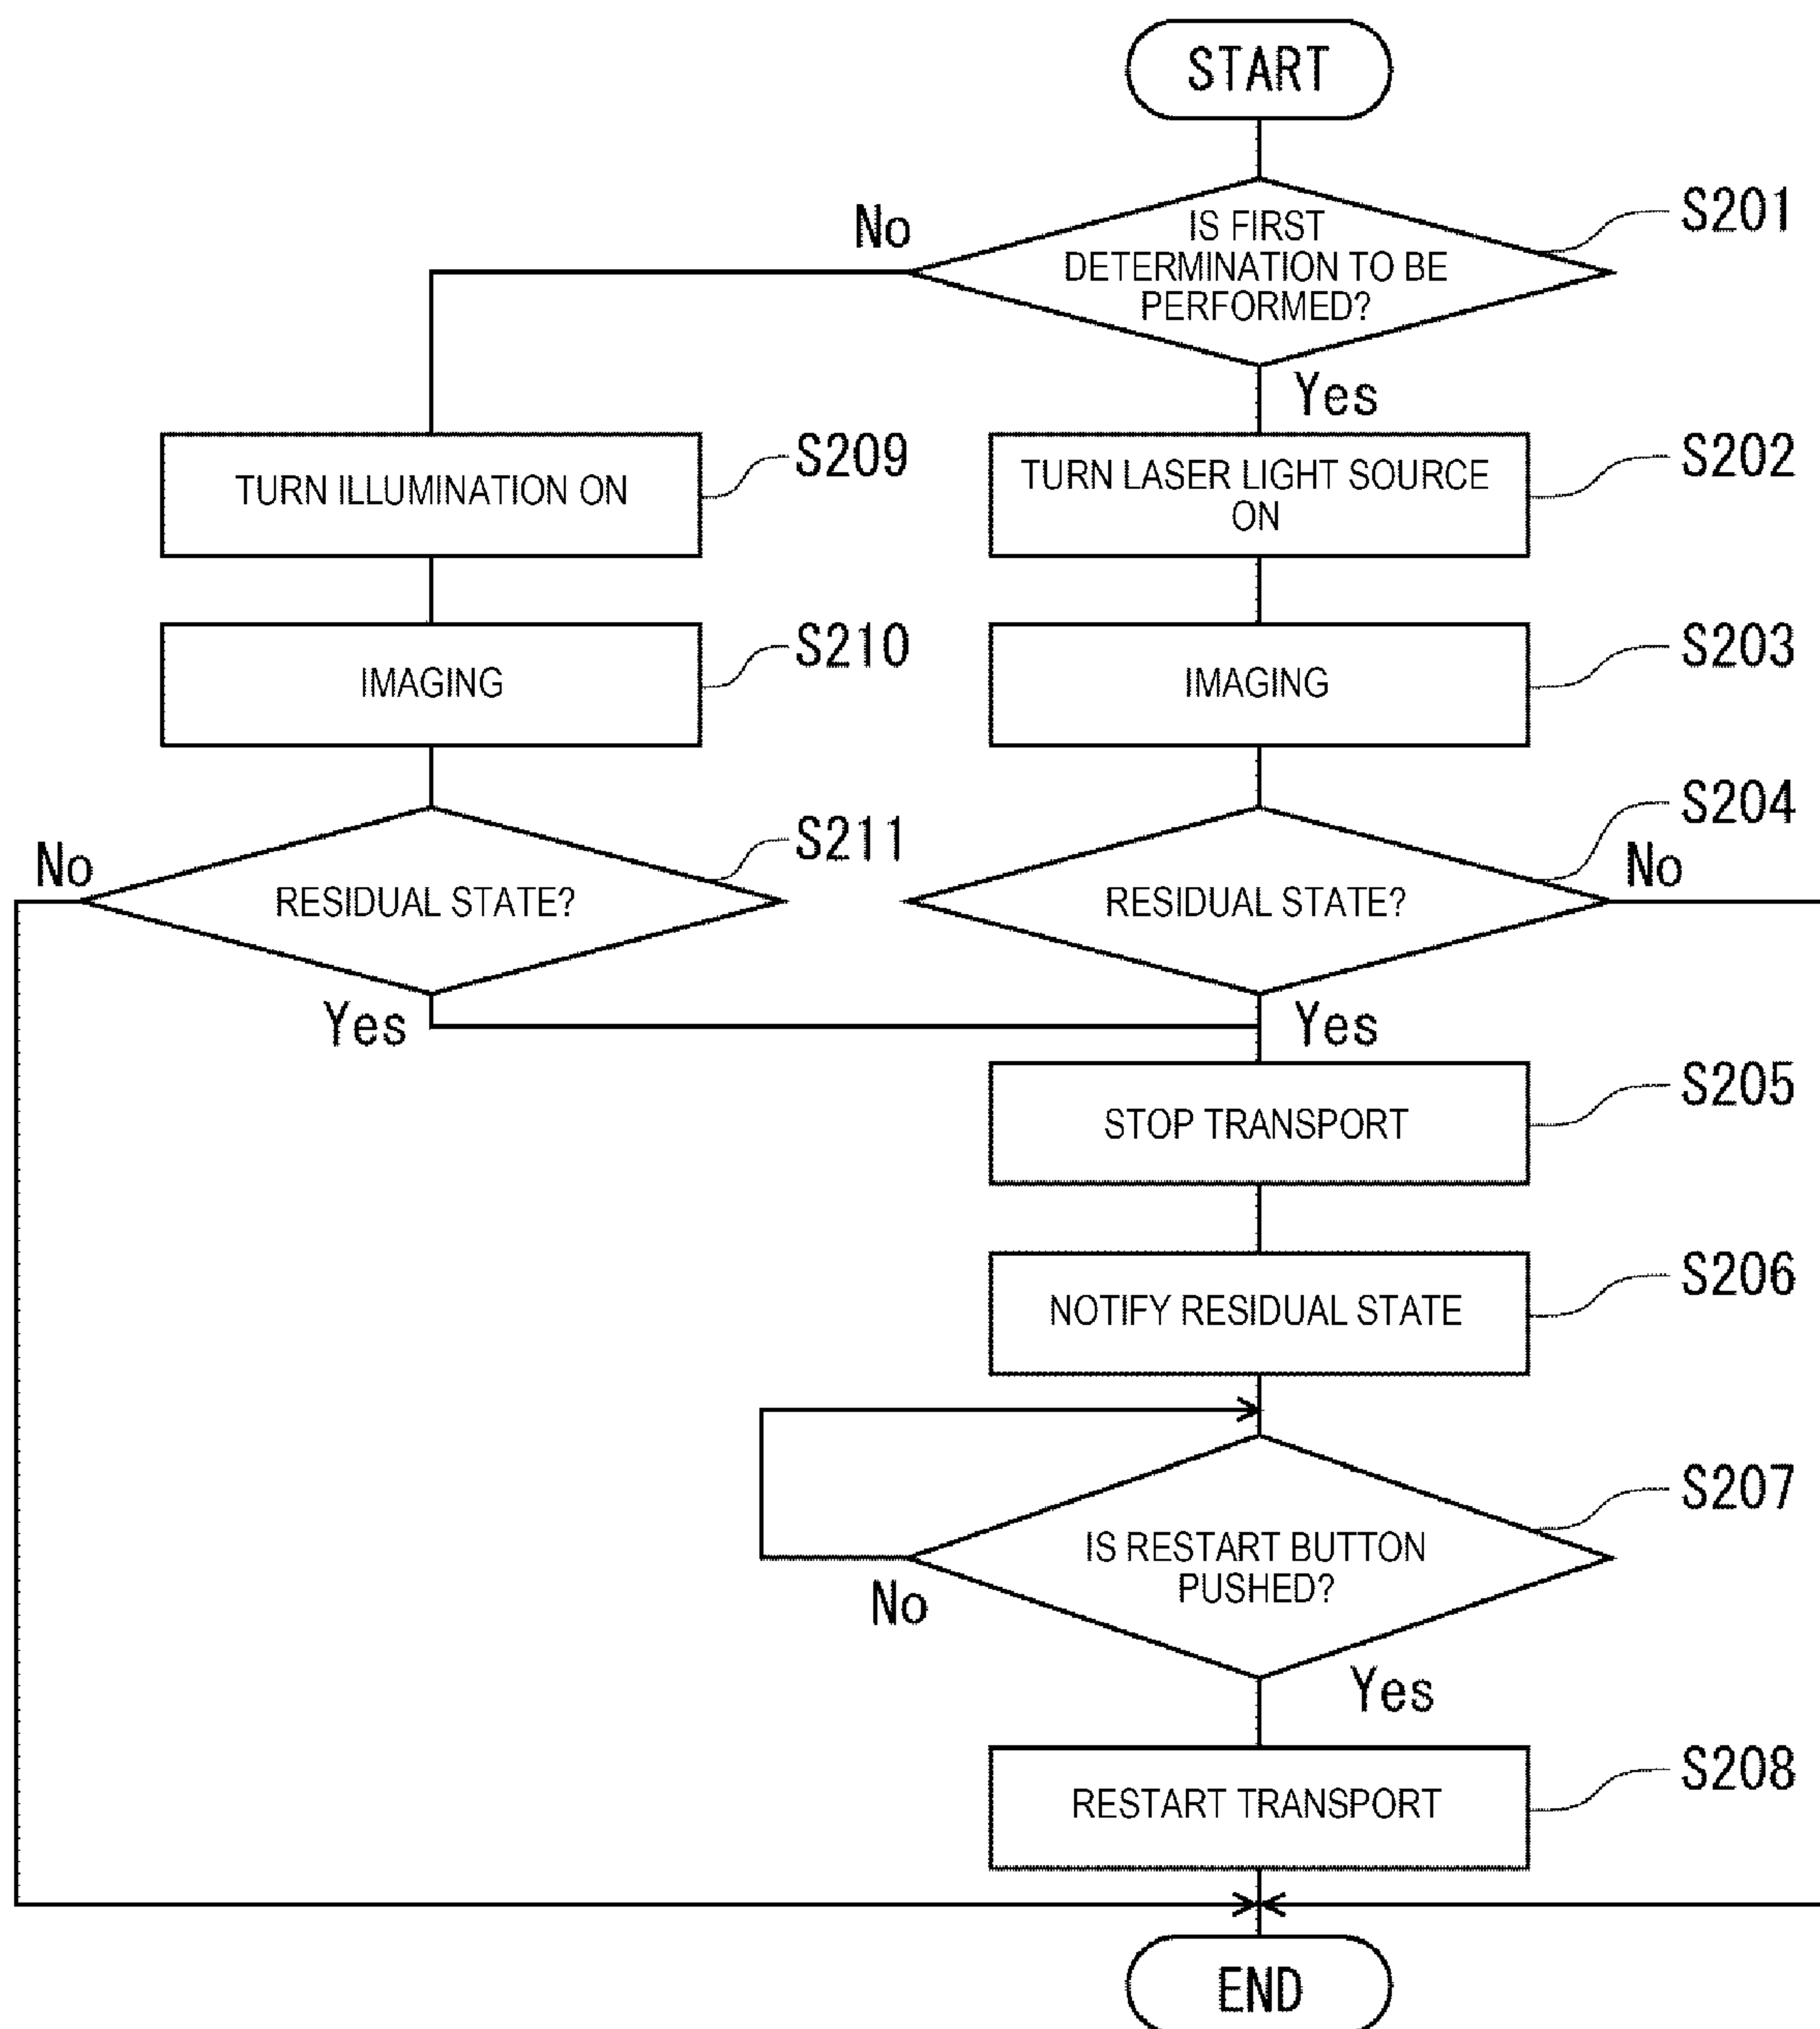 START
S201
No
IS FIRST
DETERMINATION TO BE
PERFORMED?
Yes
S209
TURN ILLUMINATION ON
S202
TURN LASER LIGHT SOURCE
ON
S210
IMAGING
S203
IMAGING
S204
S211
No
No
RESIDUAL STATE?
RESIDUAL STATE?
Yes
Yes
S205
STOP TRANSPORT
S206
NOTIFY RESIDUAL STATE
S207
IS RESTART BUTTON
PUSHED?
No
Yes
S208
RESTART TRANSPORT
END